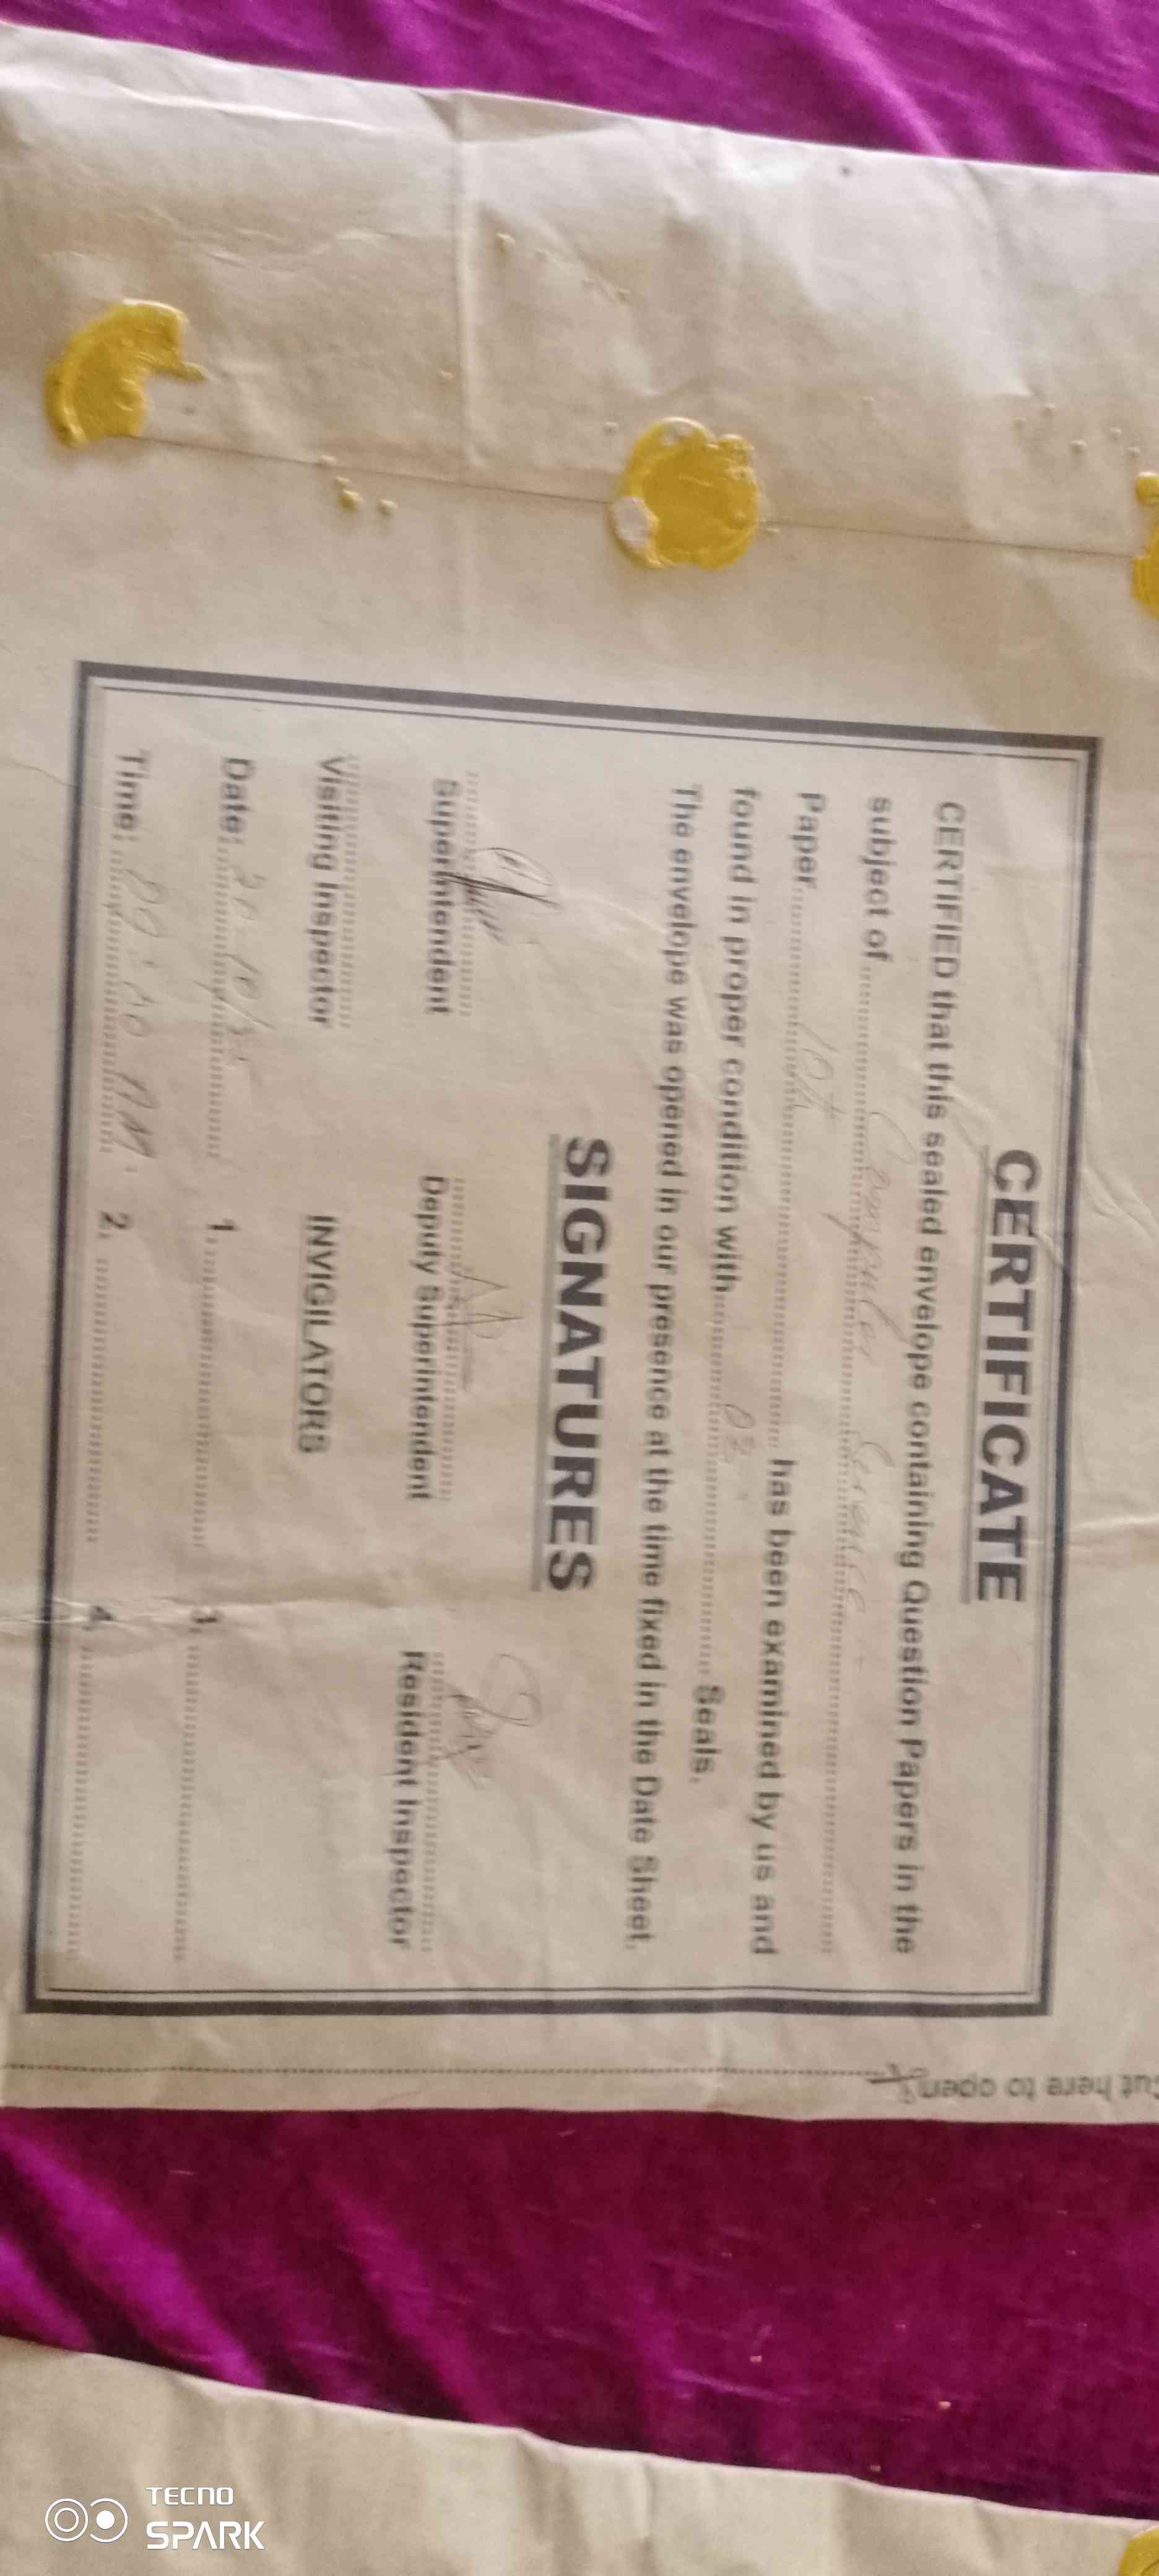 CERTIFICATE
CERTIFIED that this sealed envelope containing Question Papers in the
subject of Computer Science
Paper 10th has been examined by us and
found in proper condition with 03 Seals.
The envelope was opened in our presence at the time fixed in the Date Sheet.
SIGNATURES
Superintendent Deputy Superintendent Resident Inspector
Visiting Inspector INVIGILATORS
Date: 1. 3.
Time: AM 2. 4.
Cut here to open
TECNO
SPARK